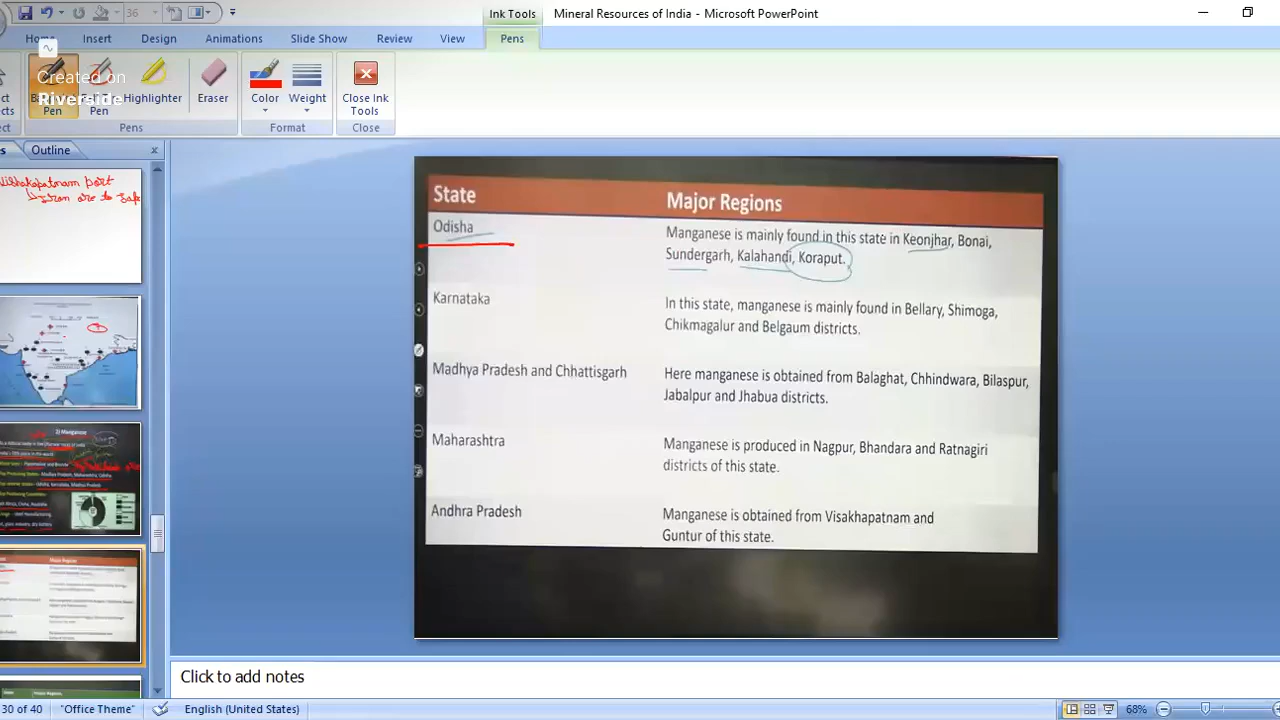 36
Ink Tools
Mineral Resources of India - Microsoft PowerPoint
Home Insert Design Animations Slide Show Review View Pens
Created on
Riverside
Pen
Pen
Highlighter
Eraser
Color
Weight
Close Ink
Tools
Pens
Format
Close
Outline
State Major Regions
Odisha
Manganese is mainly found in this state in Keonjhar, Bonai,
Sundergarh, Kalahandi, Koraput.
Karnataka
In this state, manganese is mainly found in Bellary, Shimoga,
Chikmagalur and Belgaum districts.
Madhya Pradesh and Chhattisgarh
Here manganese is obtained from Balaghat, Chhindwara, Bilaspur,
Jabalpur and Jhabua districts.
Maharashtra
Manganese is produced in Nagpur, Bhandara and Ratnagiri
districts of this state.
Andhra Pradesh
Manganese is obtained from Visakhapatnam and
Guntur of this state.
Click to add notes
30 of 40
"Office Theme"
English (United States)
68%